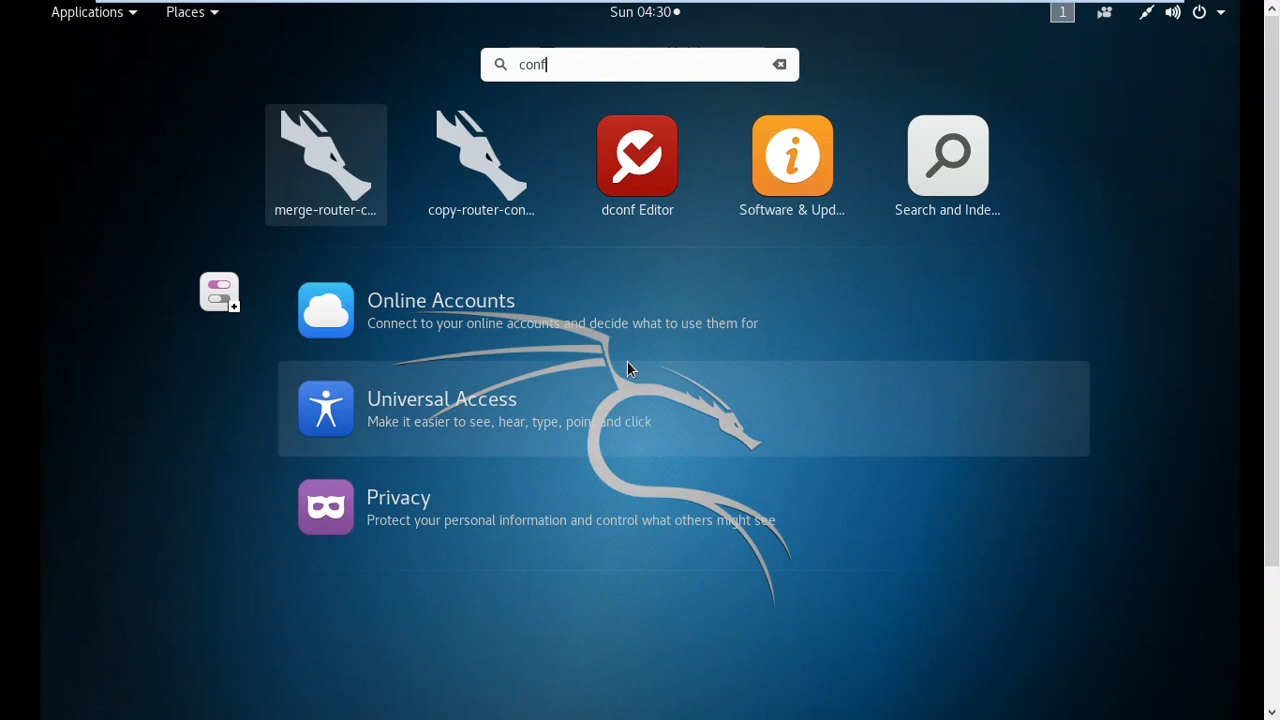 Applications
Places
Sun 04:30
1
conf
merge-router-c...
copy-router-con...
dconf Editor
Software & Upd...
Search and Inde...
Online Accounts
Connect to your online accounts and decide what to use them for
Universal Access
Make it easier to see, hear, type, point and click
Privacy
Protect your personal information and control what others might see